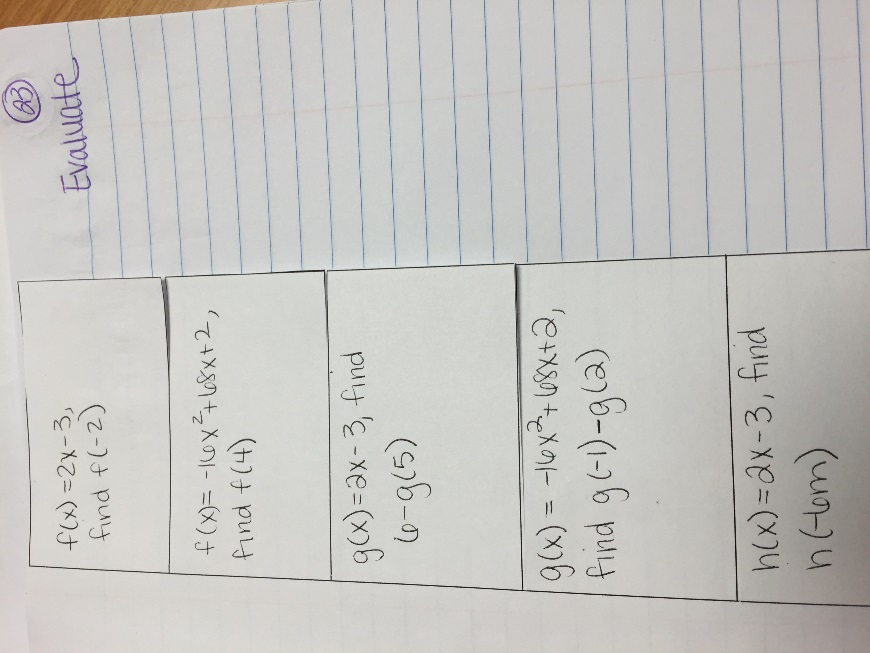 23
Evaluate
f(x)=2x-3,
find f(-2)
f(x)= -16x²+68x+2,
find f(4)
g(x)=2x-3, find
6-g(5)
g(x) = -16x²+68x+2,
find g(-1)-g(2)
h(x)=2x-3, find
h(-6m)